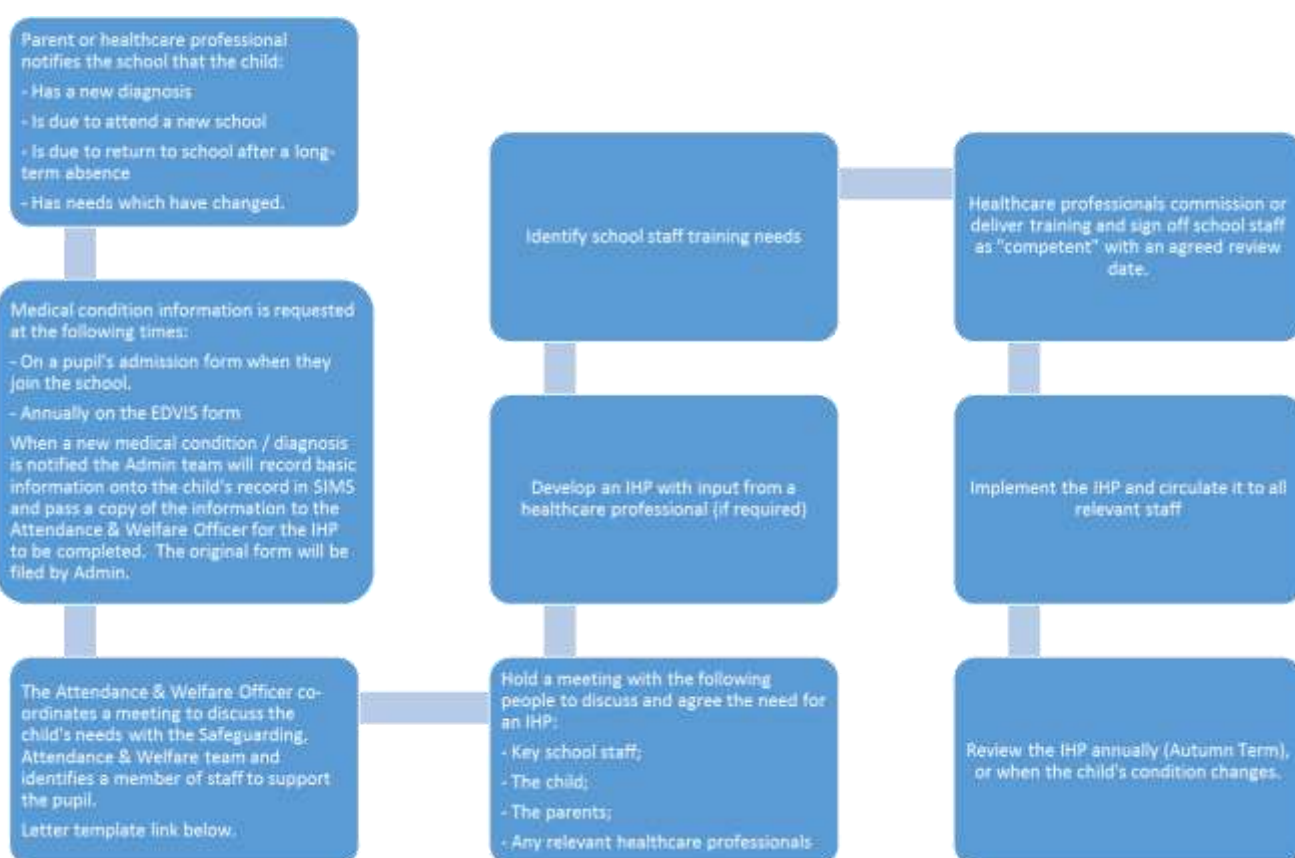 Parent or healthcare professional
notifies the school that the child:
- Has a new diagnosis
- Is due to attend a new school
- Is due to return to school after a long-
term absence
- Has needs which have changed.
Medical condition information is requested
at the following times:
- On a pupil's admission form when they
join the school.
- Annually on the EDVIS form
When a new medical condition / diagnosis
is notified the Admin team will record basic
information onto the child's record in SIMS
and pass a copy of the information to the
Attendance & Welfare Officer for the IHP
to be completed. The original form will be
filed by Admin.
The Attendance & Welfare Officer co-
ordinates a meeting to discuss the
child's needs with the Safeguarding,
Attendance & Welfare team and
identifies a member of staff to support
the pupil.
Letter template link below.
Hold a meeting with the following
people to discuss and agree the need for
an IHP:
- Key school staff;
- The child;
- The parents;
- Any relevant healthcare professionals
Develop an IHP with input from a
healthcare professional (if required)
Identify school staff training needs
Healthcare professionals commission or
deliver training and sign off school staff
as "competent" with an agreed review
date.
Implement the IHP and circulate it to all
relevant staff
Review the IHP annually (Autumn Term),
or when the child's condition changes.